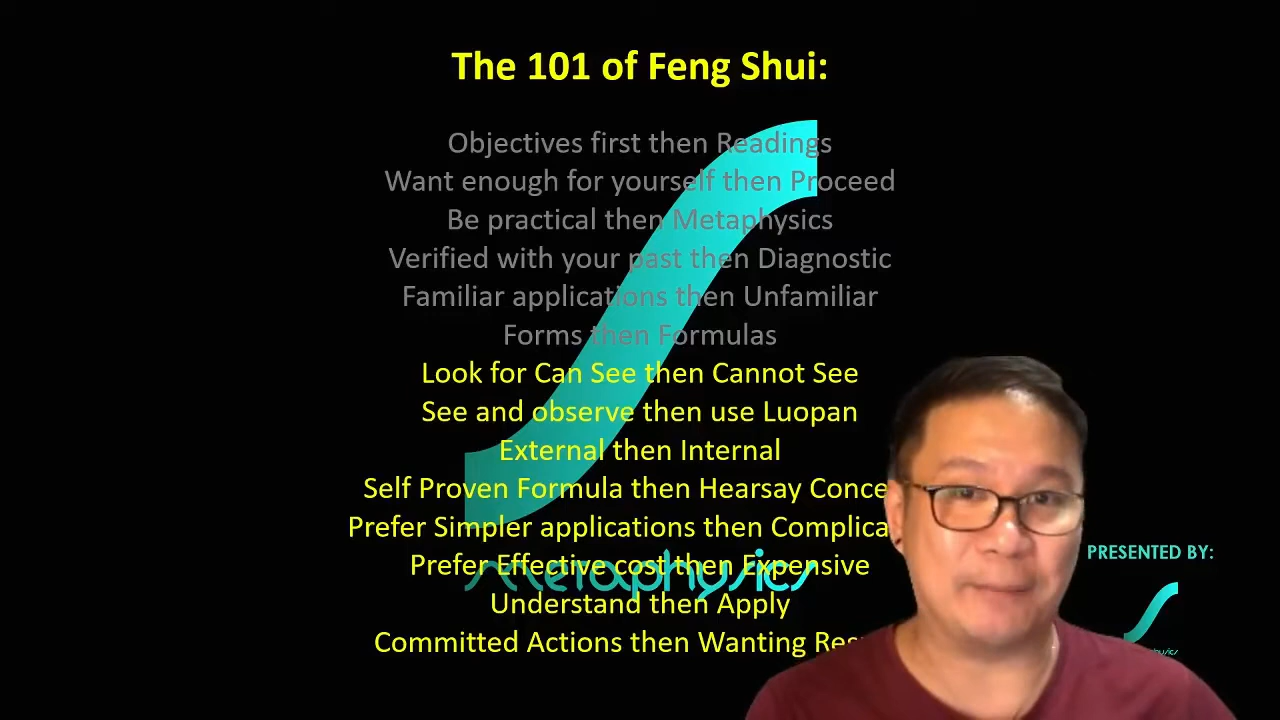 The 101 of Feng Shui:
Objectives first then Readings
Want enough for yourself then Proceed
Be practical then Metaphysics
Verified with your past then Diagnostic
Familiar applications then Unfamiliar
Forms then Formulas
Look for Can See then Cannot See
See and observe then use Luopan
External then Internal
Self Proven Formula then Hearsay
Prefer Simpler applications then
PRESENTED BY:
Prefer Effective cost then Expensive
Metaphysics
Understand then Apply
Committed Actions then Wanting